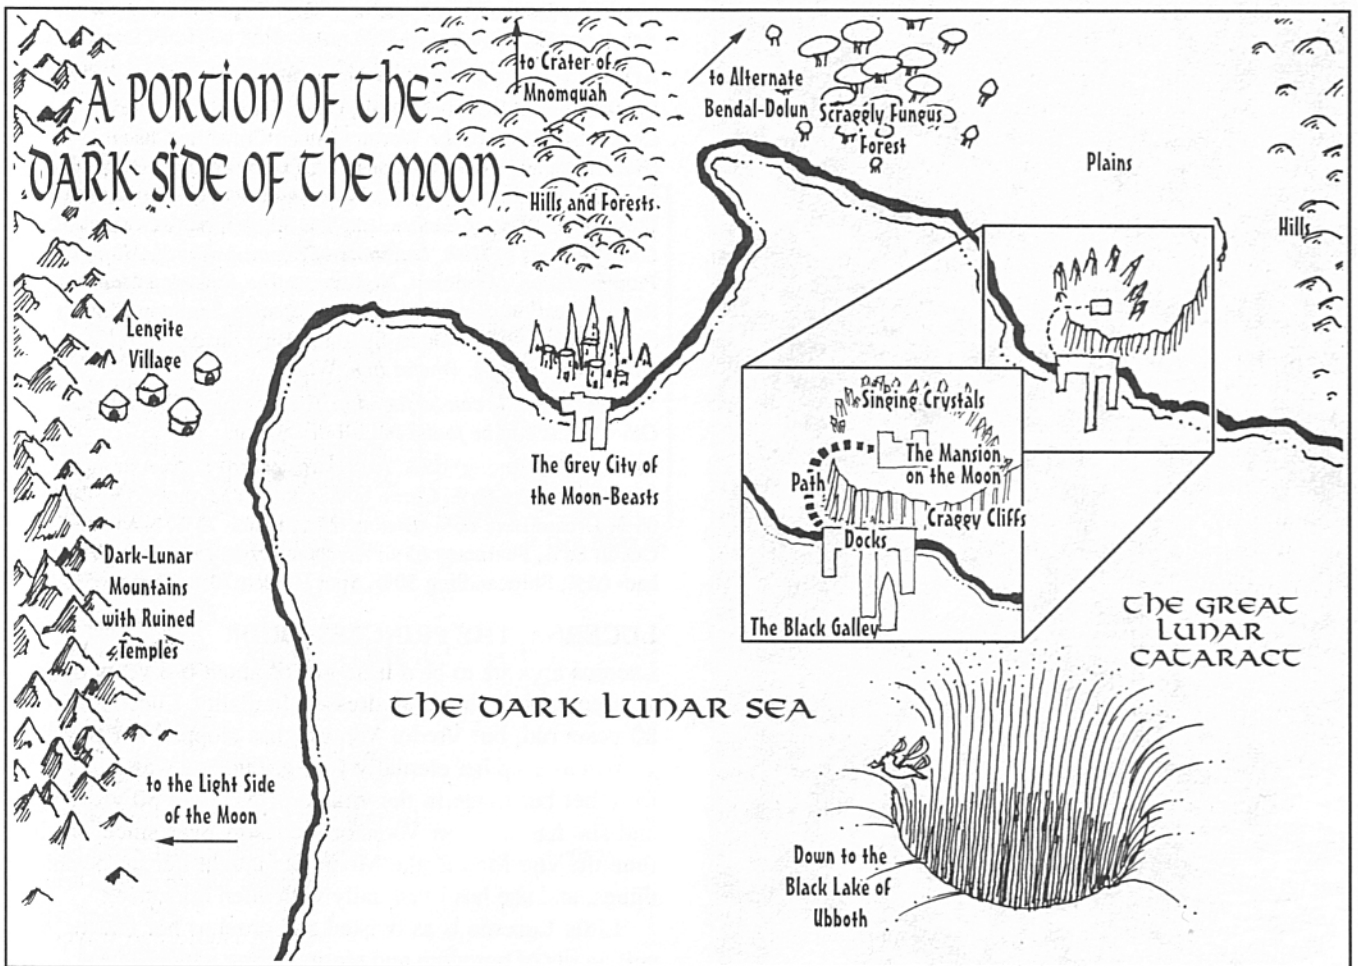 A PORTION OF THE
DARK SIDE OF THE MOON
to Crater of
Mnomquah
to Alternate
Bendal-Dolun
Scraggly Fungus
Forest
Plains
Hills and Forests
Hills
Lengite
Village
The Grey City of
the Moon-Beasts
Singing Crystals
The Mansion
on the Moon
Path
Craggy Cliffs
Docks
The Black Galley
Dark-Lunar
Mountains
with Ruined
Temples
THE GREAT
LUNAR
CATARACT
THE DARK LUNAR SEA
to the Light Side
of the Moon
Down to the
Black Lake of
Ubboth